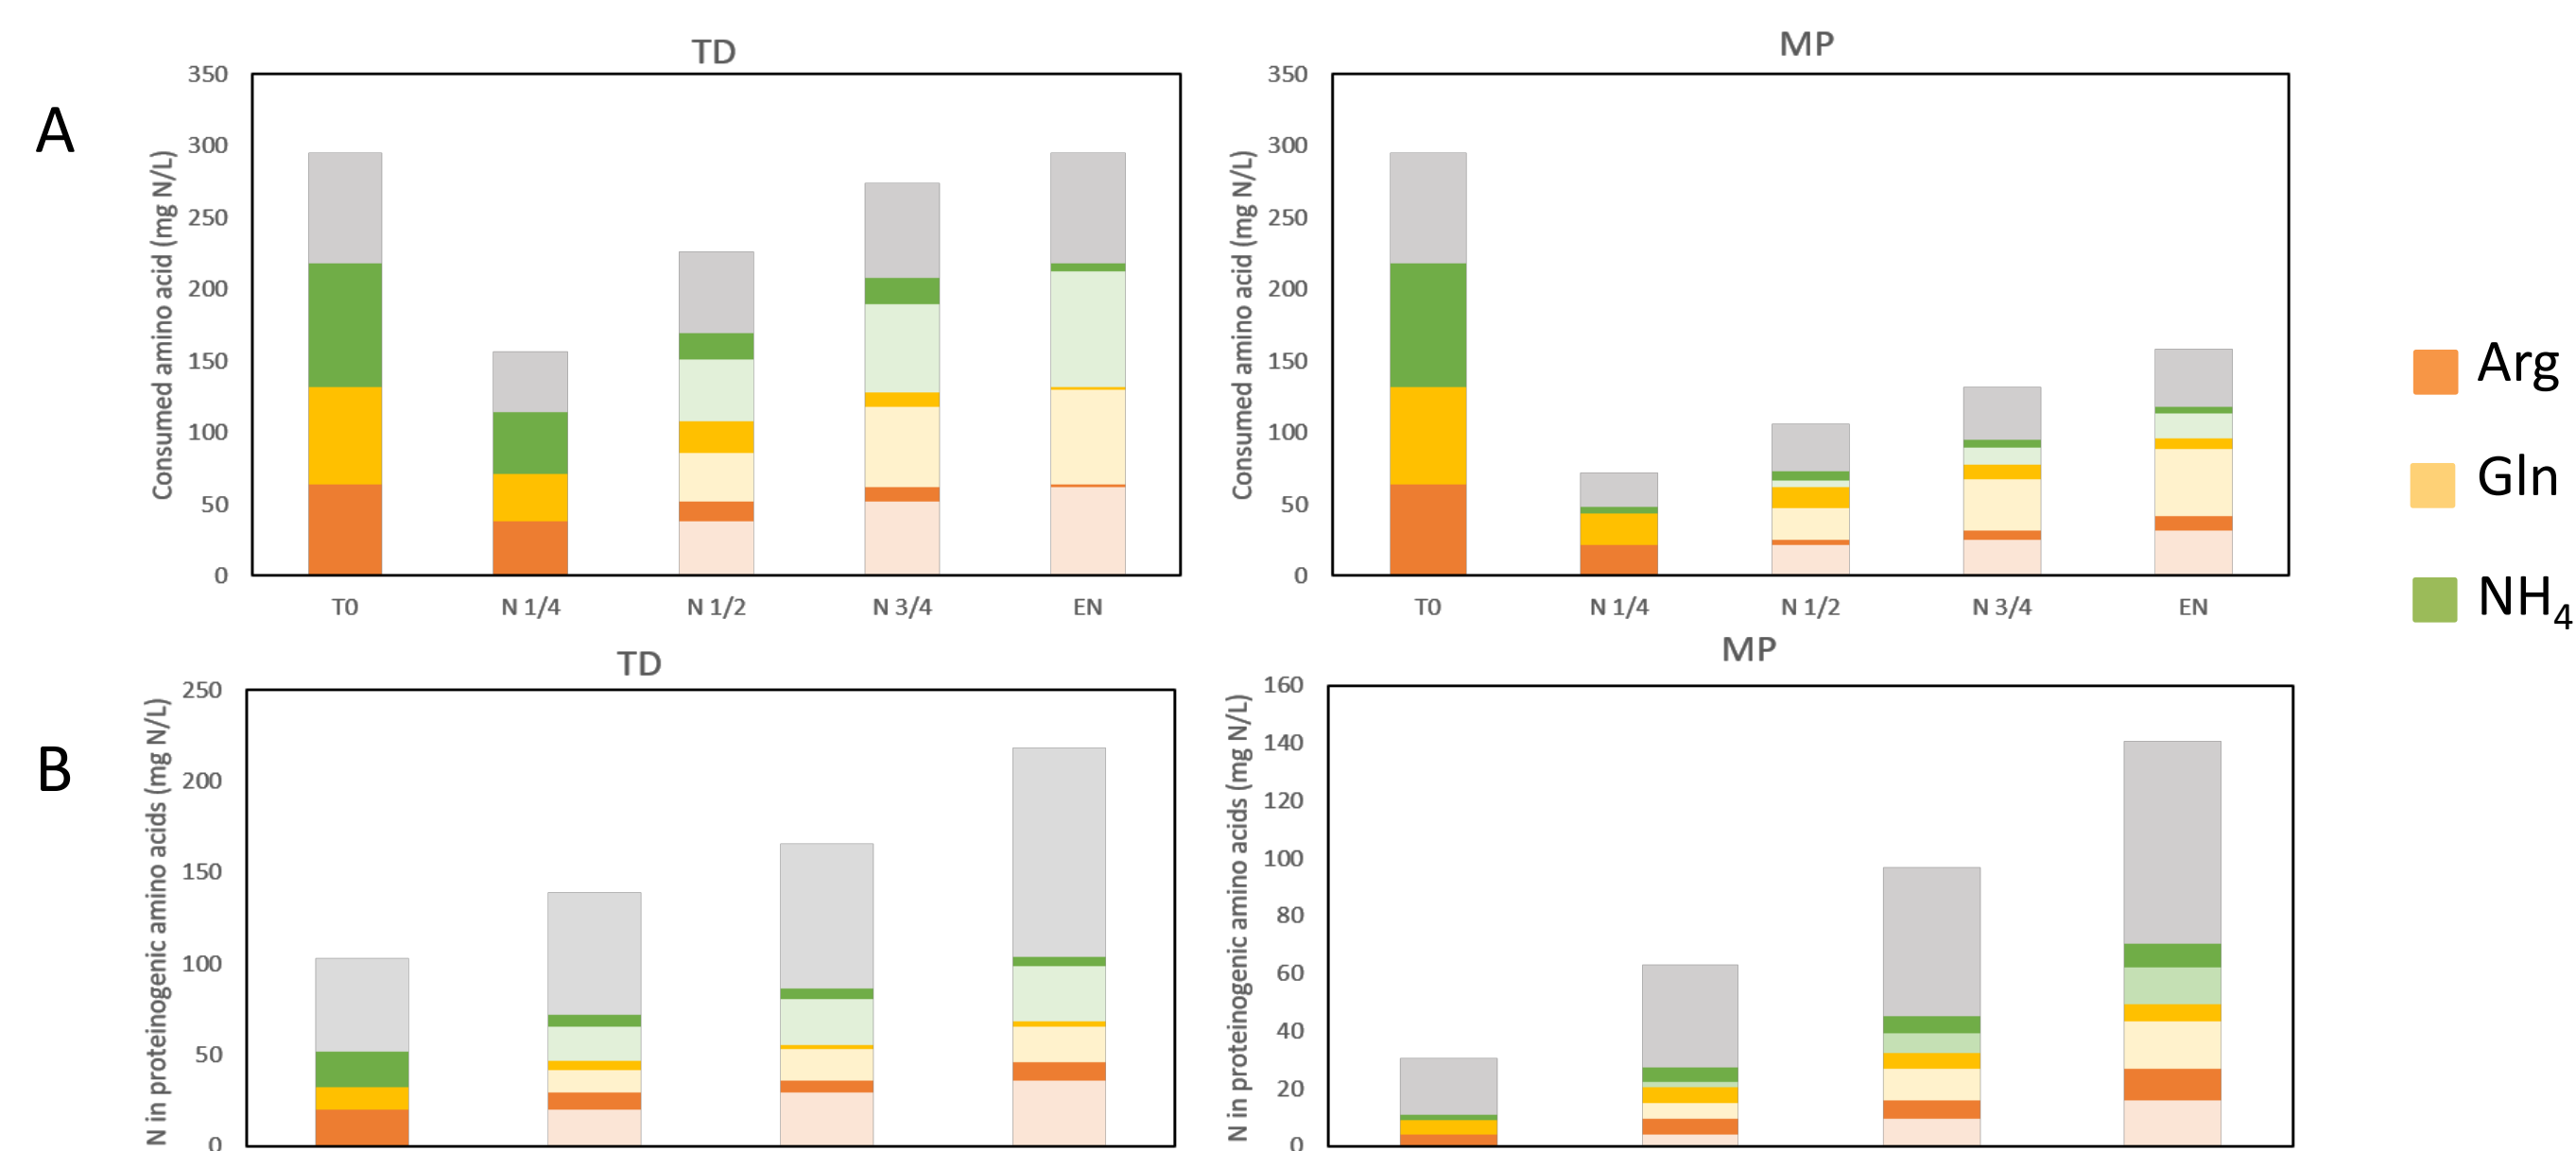 A
TD
Consumed amino acid (mg N/L)
350
300
250
200
150
100
50
0
T0 N 1/4 N 1/2 N 3/4 EN
MP
Consumed amino acid (mg N/L)
350
300
250
200
150
100
50
0
T0 N 1/4 N 1/2 N 3/4 EN
Arg
Gln
NH4
B
TD
N in proteinogenic amino acids (mg N/L)
250
200
150
100
50
0
MP
N in proteinogenic amino acids (mg N/L)
160
140
120
100
80
60
40
20
0